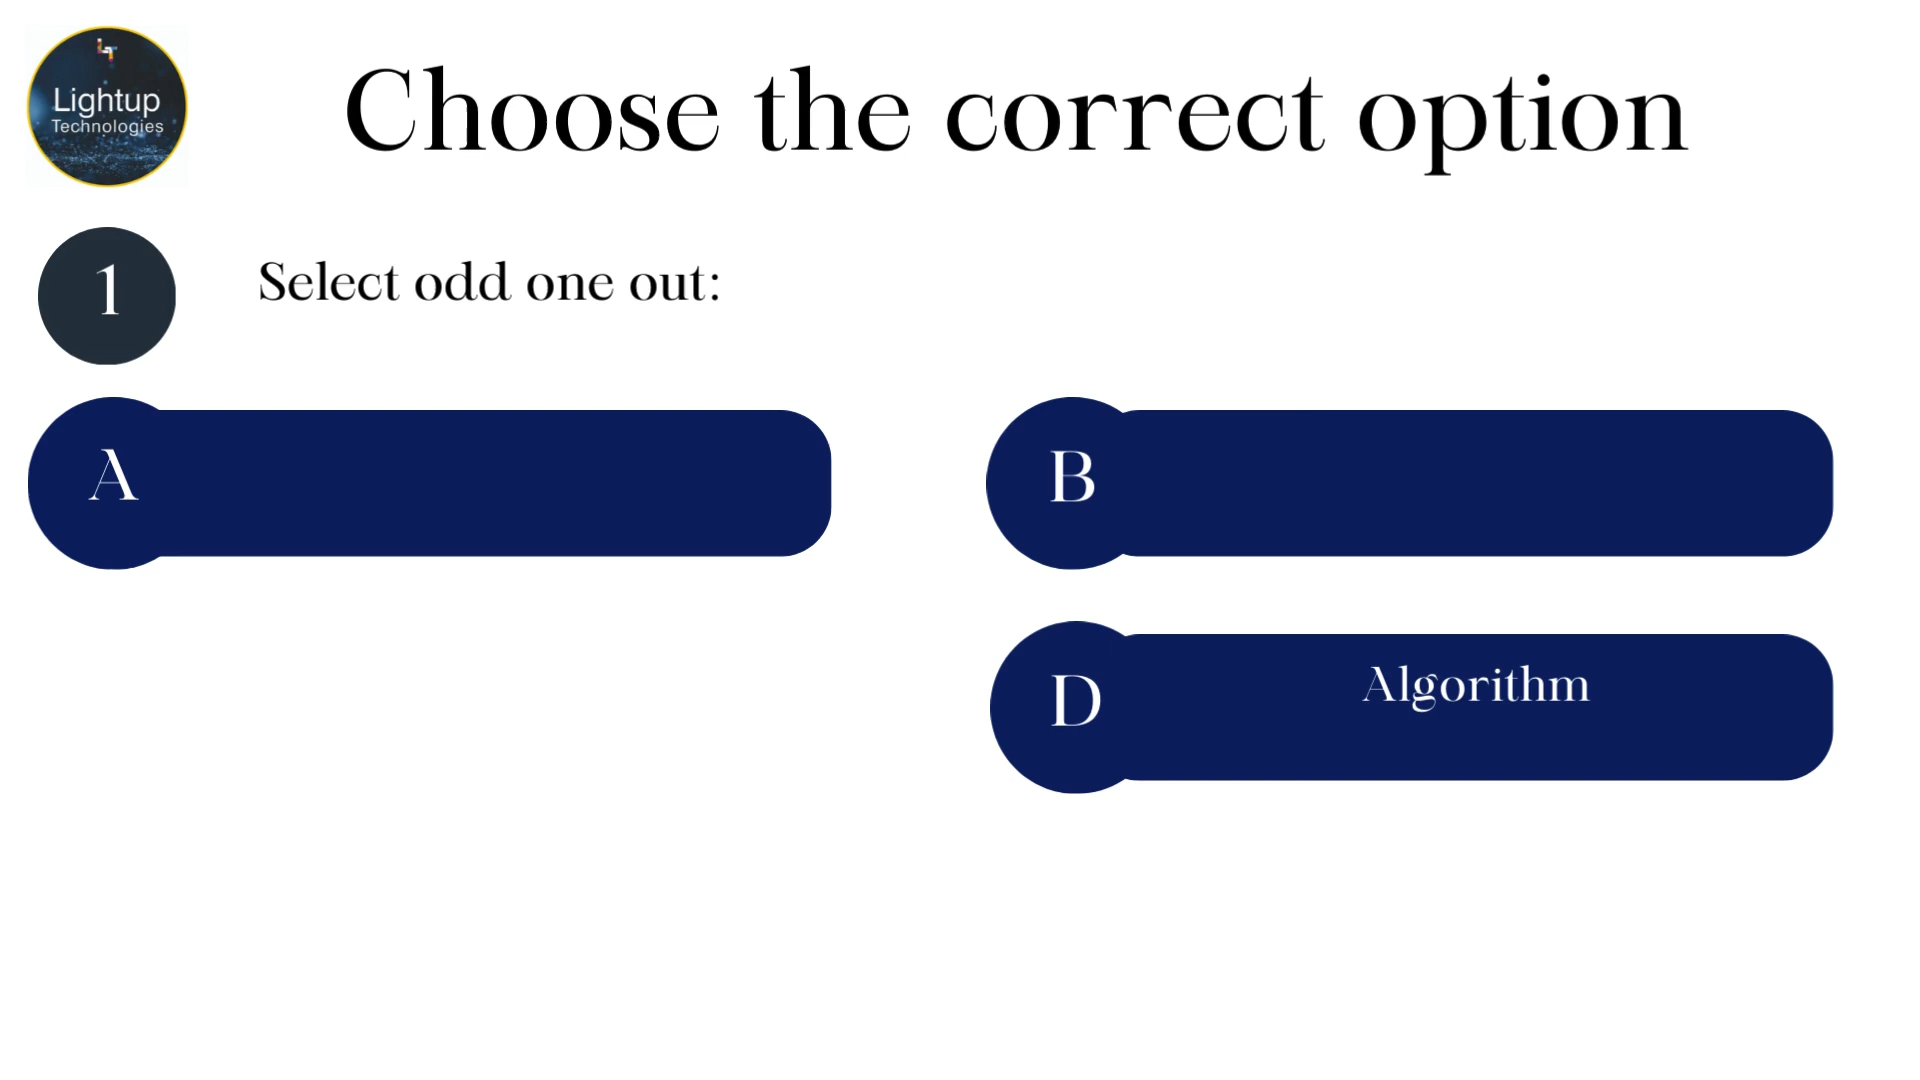 Lightup
Technologies
Choose the correct option
1
Select odd one out:
A
B
D
Algorithm